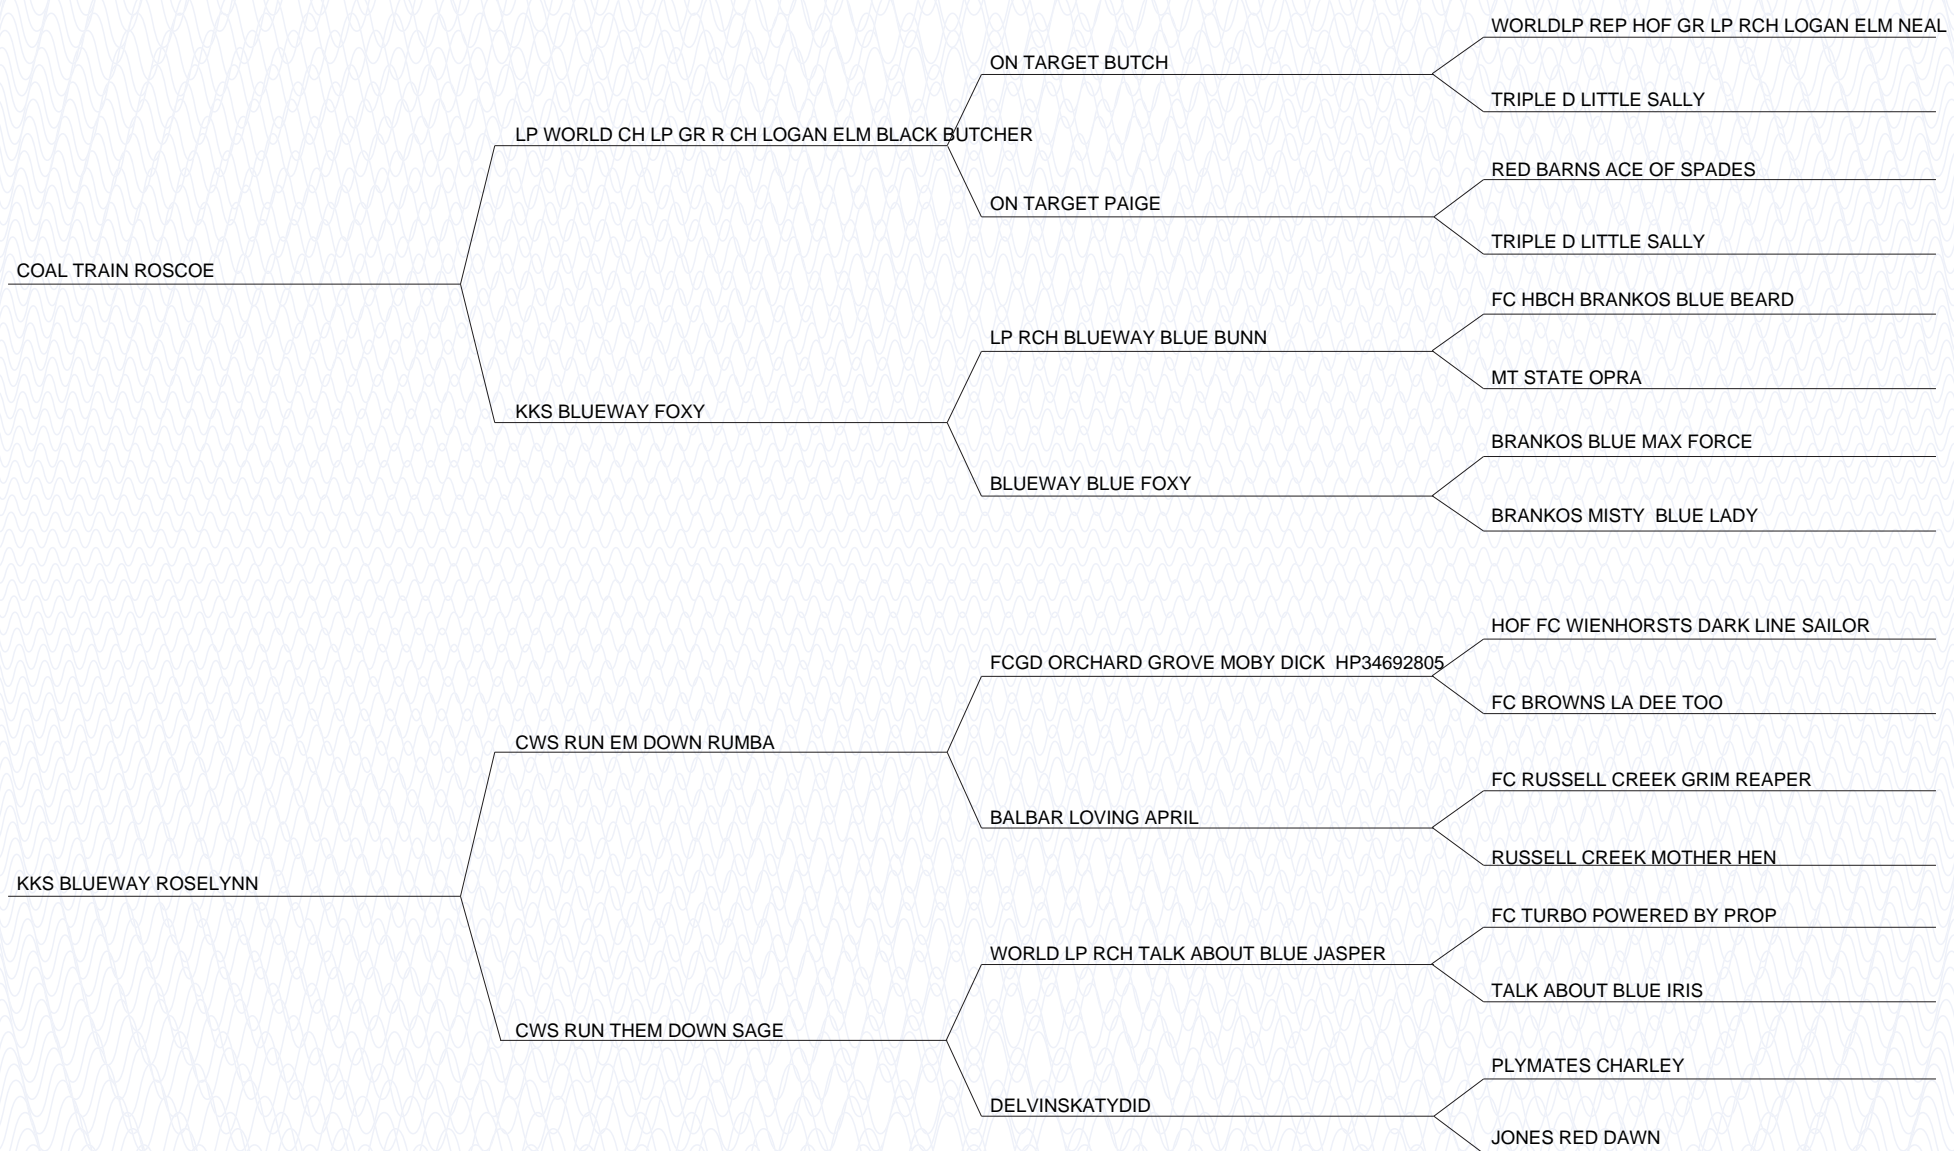 WORLDLP REP HOF GR LP RCH LOGAN ELM NEAL
ON TARGET BUTCH
TRIPLE D LITTLE SALLY
LP WORLD CH LP GR R CH LOGAN ELM BLACK BUTCHER
RED BARNS ACE OF SPADES
ON TARGET PAIGE
TRIPLE D LITTLE SALLY
COAL TRAIN ROSCOE
FC HBCH BRANKOS BLUE BEARD
LP RCH BLUEWAY BLUE BUNN
MT STATE OPRA
KKS BLUEWAY FOXY
BRANKOS BLUE MAX FORCE
BLUEWAY BLUE FOXY
BRANKOS MISTY  BLUE LADY
HOF FC WIENHORSTS DARK LINE SAILOR
FCGD ORCHARD GROVE MOBY DICK  HP34692805
FC BROWNS LA DEE TOO
CWS RUN EM DOWN RUMBA
FC RUSSELL CREEK GRIM REAPER
BALBAR LOVING APRIL
RUSSELL CREEK MOTHER HEN
KKS BLUEWAY ROSELYNN
FC TURBO POWERED BY PROP
WORLD LP RCH TALK ABOUT BLUE JASPER
TALK ABOUT BLUE IRIS
CWS RUN THEM DOWN SAGE
PLYMATES CHARLEY
DELVINSKATYDID
JONES RED DAWN